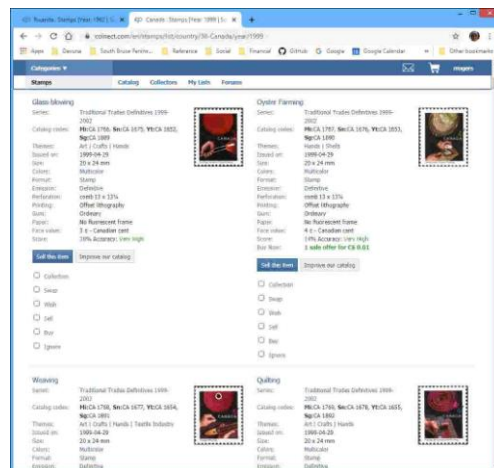 Canada : Stamps [Year: 1999] [S
colnect.com/en/stamps/list/country/38-Canada/year/1999
Apps Reference Social Financial GitHub Google Google Calendar Other bookmarks
Categories ▼
Stamps Catalog Collectors My Lists Forums
Glass blowing
Series: Traditional Trades Definitives 1999-
2002
Catalog codes: Mi:CA 1766, Sn:CA 1675, Yt:CA 1652,
Sg:CA 1889
Themes: Art | Crafts | Hands
Issued on: 1999-04-29
Size: 20 x 24 mm
Colors: Multicolor
Format: Stamp
Emission: Definitive
Perforation: comb 13 x 13¼
Printing: Offset lithography
Gum: Ordinary
Paper: No fluorescent frame
Face value: 3 ¢ - Canadian cent
Score: Accuracy: Very High
Sell this item Improve our catalog
Collection
Swap
Wish
Sell
Buy
Ignore
Oyster Farming
Series: Traditional Trades Definitives 1999-
2002
Catalog codes: Mi:CA 1767, Sn:CA 1676, Yt:CA 1653,
Sg:CA 1890
Themes: Hands | Shells
Issued on: 1999-04-29
Size: 20 x 24 mm
Colors: Multicolor
Format: Stamp
Emission: Definitive
Perforation: comb 13 x 13¼
Printing: Offset lithography
Gum: Ordinary
Paper: No fluorescent frame
Face value: 4 ¢ - Canadian cent
Score: Accuracy: Very High
Buy Now: 1 sale offer for C$ 0.01
Sell this item Improve our catalog
Collection
Swap
Wish
Sell
Buy
Ignore
Weaving
Series: Traditional Trades Definitives 1999-
2002
Catalog codes: Mi:CA 1768, Sn:CA 1677, Yt:CA 1654,
Sg:CA 1891
Themes: Art | Crafts | Hands | Textile Industry
Issued on: 1999-04-29
Size: 20 x 24 mm
Colors: Multicolor
Format: Stamp
Emission: Definitive
Quilting
Series: Traditional Trades Definitives 1999-
2002
Catalog codes: Mi:CA 1769, Sn:CA 1678, Yt:CA 1655,
Sg:CA 1892
Themes: Art | Crafts | Hands
Issued on: 1999-04-29
Size: 20 x 24 mm
Colors: Multicolor
Format: Stamp
Emission: Definitive